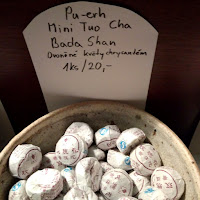 Pu-erh
Mini Tuo Cha
Bada Shan
Ovoněné květy chryzantém
1ks/20,-